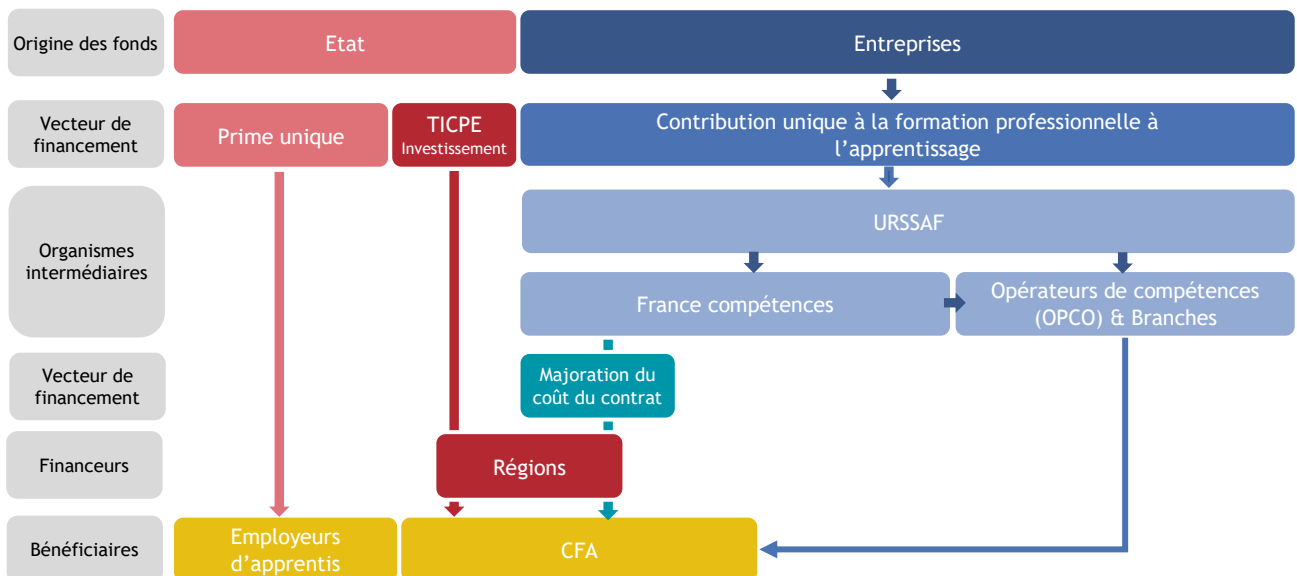 Origine des fonds
Etat
Entreprises
Vecteur de
financement
Prime unique
TICPE
Investissement
Contribution unique à la formation professionnelle à
l'apprentissage
Organismes
intermédiaires
URSSAF
France compétences
Opérateurs de compétences
(OPCO) & Branches
Vecteur de
financement
Majoration du
coût du contrat
Financeurs
Régions
Bénéficiaires
Employeurs
d'apprentis
CFA